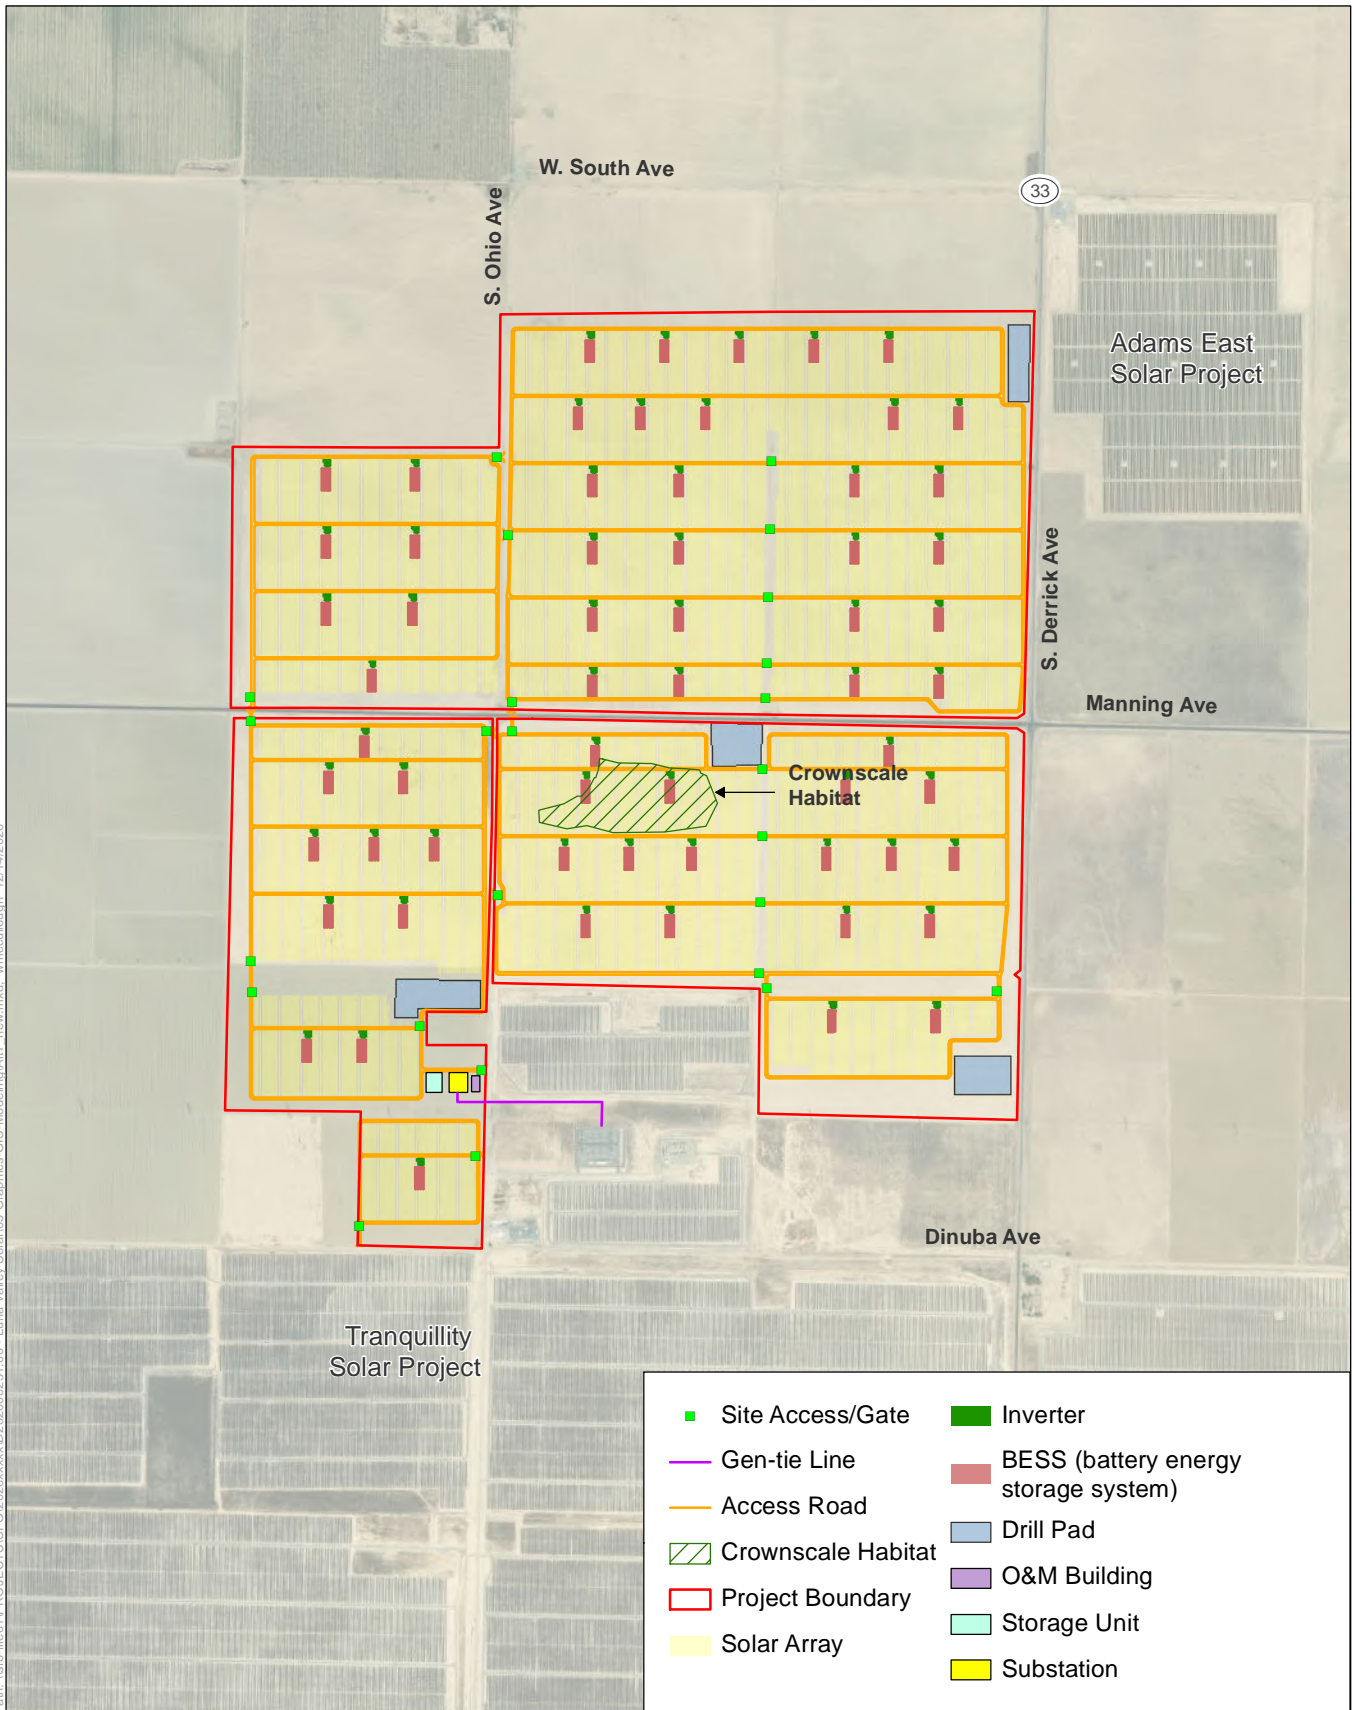 W. South Ave
33
S. Ohio Ave
Adams East
Solar Project
S. Derrick Ave
Manning Ave
Crownscale
Habitat
Dinuba Ave
Tranquillity
Solar Project
Site Access/Gate
Gen-tie Line
Access Road
Crownscale Habitat
Project Boundary
Solar Array
Inverter
BESS (battery energy
storage system)
Drill Pad
O&M Building
Storage Unit
Substation